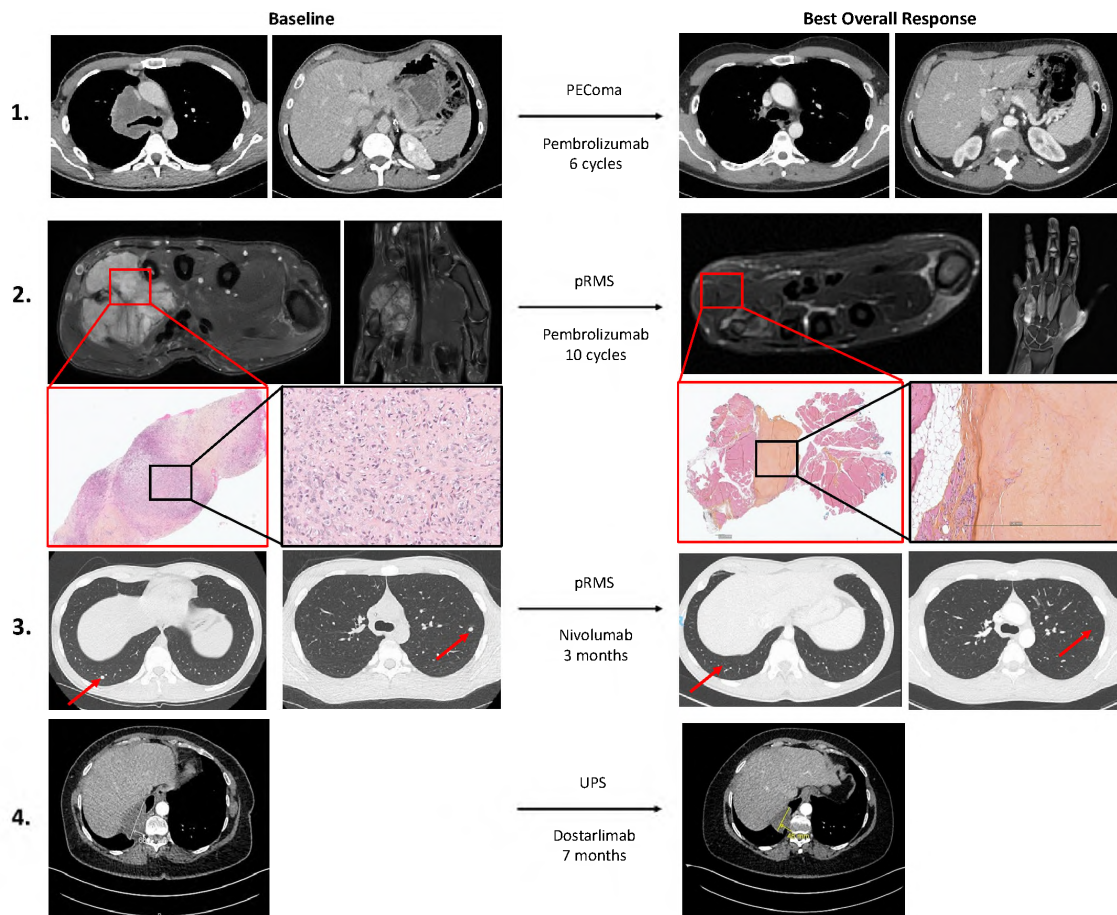 Baseline
Best Overall Response
1.
PEComa
Pembrolizumab
6 cycles
2.
pRMS
Pembrolizumab
10 cycles
3.
pRMS
Nivolumab
3 months
4.
UPS
Dostarlimab
7 months